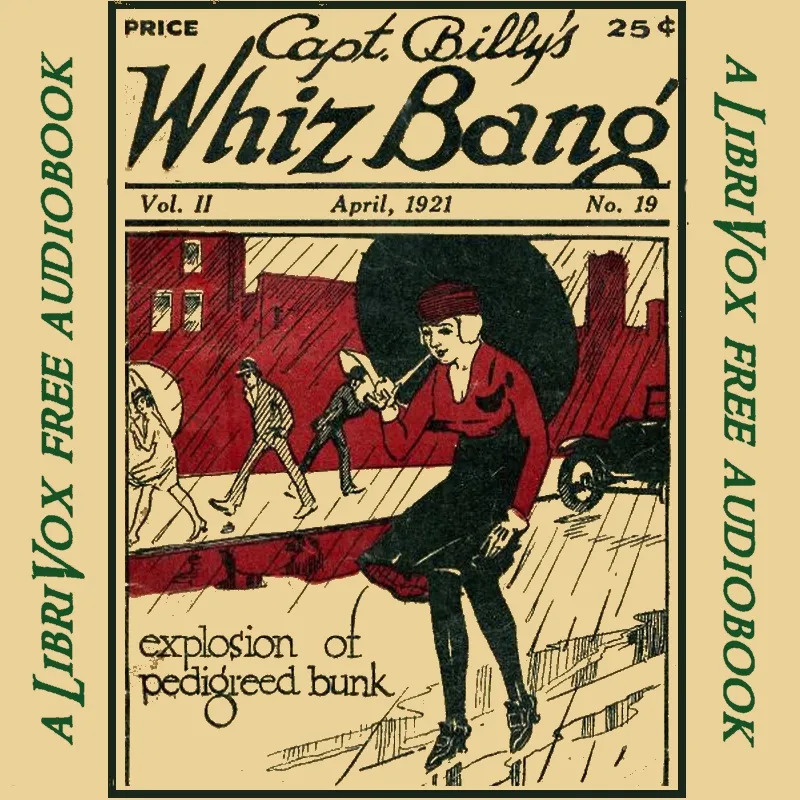 PRICE
Capt. Billy's
25¢
Whiz Bang
Vol. II
April, 1921
No. 19
explosion of
pedigreed bunk
A LIBRIVOX FREE AUDIOBOOK
A LIBRIVOX FREE AUDIOBOOK